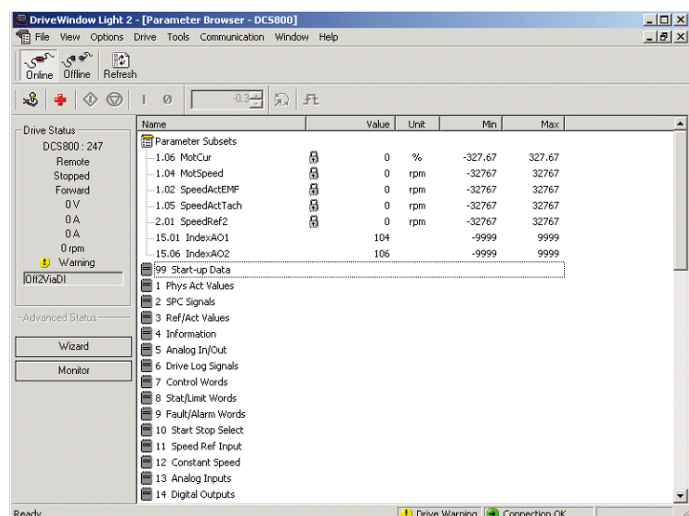 DriveWindow Light 2 - [Parameter Browser - DCS800]
File View Options Drive Tools Communication Window Help
Online Offline Refresh
-0.3
Drive Status
DCS800 : 247
Remote
Stopped
Forward
0 V
0 A
0 A
0 rpm
Warning
Off2ViaDI
Advanced Status
Wizard
Monitor
Name Value Unit Min Max
Parameter Subsets
1.06 MotCur 0 % -327.67 327.67
1.04 MotSpeed 0 rpm -32767 32767
1.02 SpeedActEMF 0 rpm -32767 32767
1.05 SpeedActTach 0 rpm -32767 32767
2.01 SpeedRef2 0 rpm -32767 32767
15.01 IndexAO1 104 -9999 9999
15.06 IndexAO2 106 -9999 9999
99 Start-up Data
1 Phys Act Values
2 SPC Signals
3 Ref/Act Values
4 Information
5 Analog In/Out
6 Drive Log Signals
7 Control Words
8 Stat/Limit Words
9 Fault/Alarm Words
10 Start Stop Select
11 Speed Ref Input
12 Constant Speed
13 Analog Inputs
14 Digital Outputs
Ready Drive Warning Connection OK